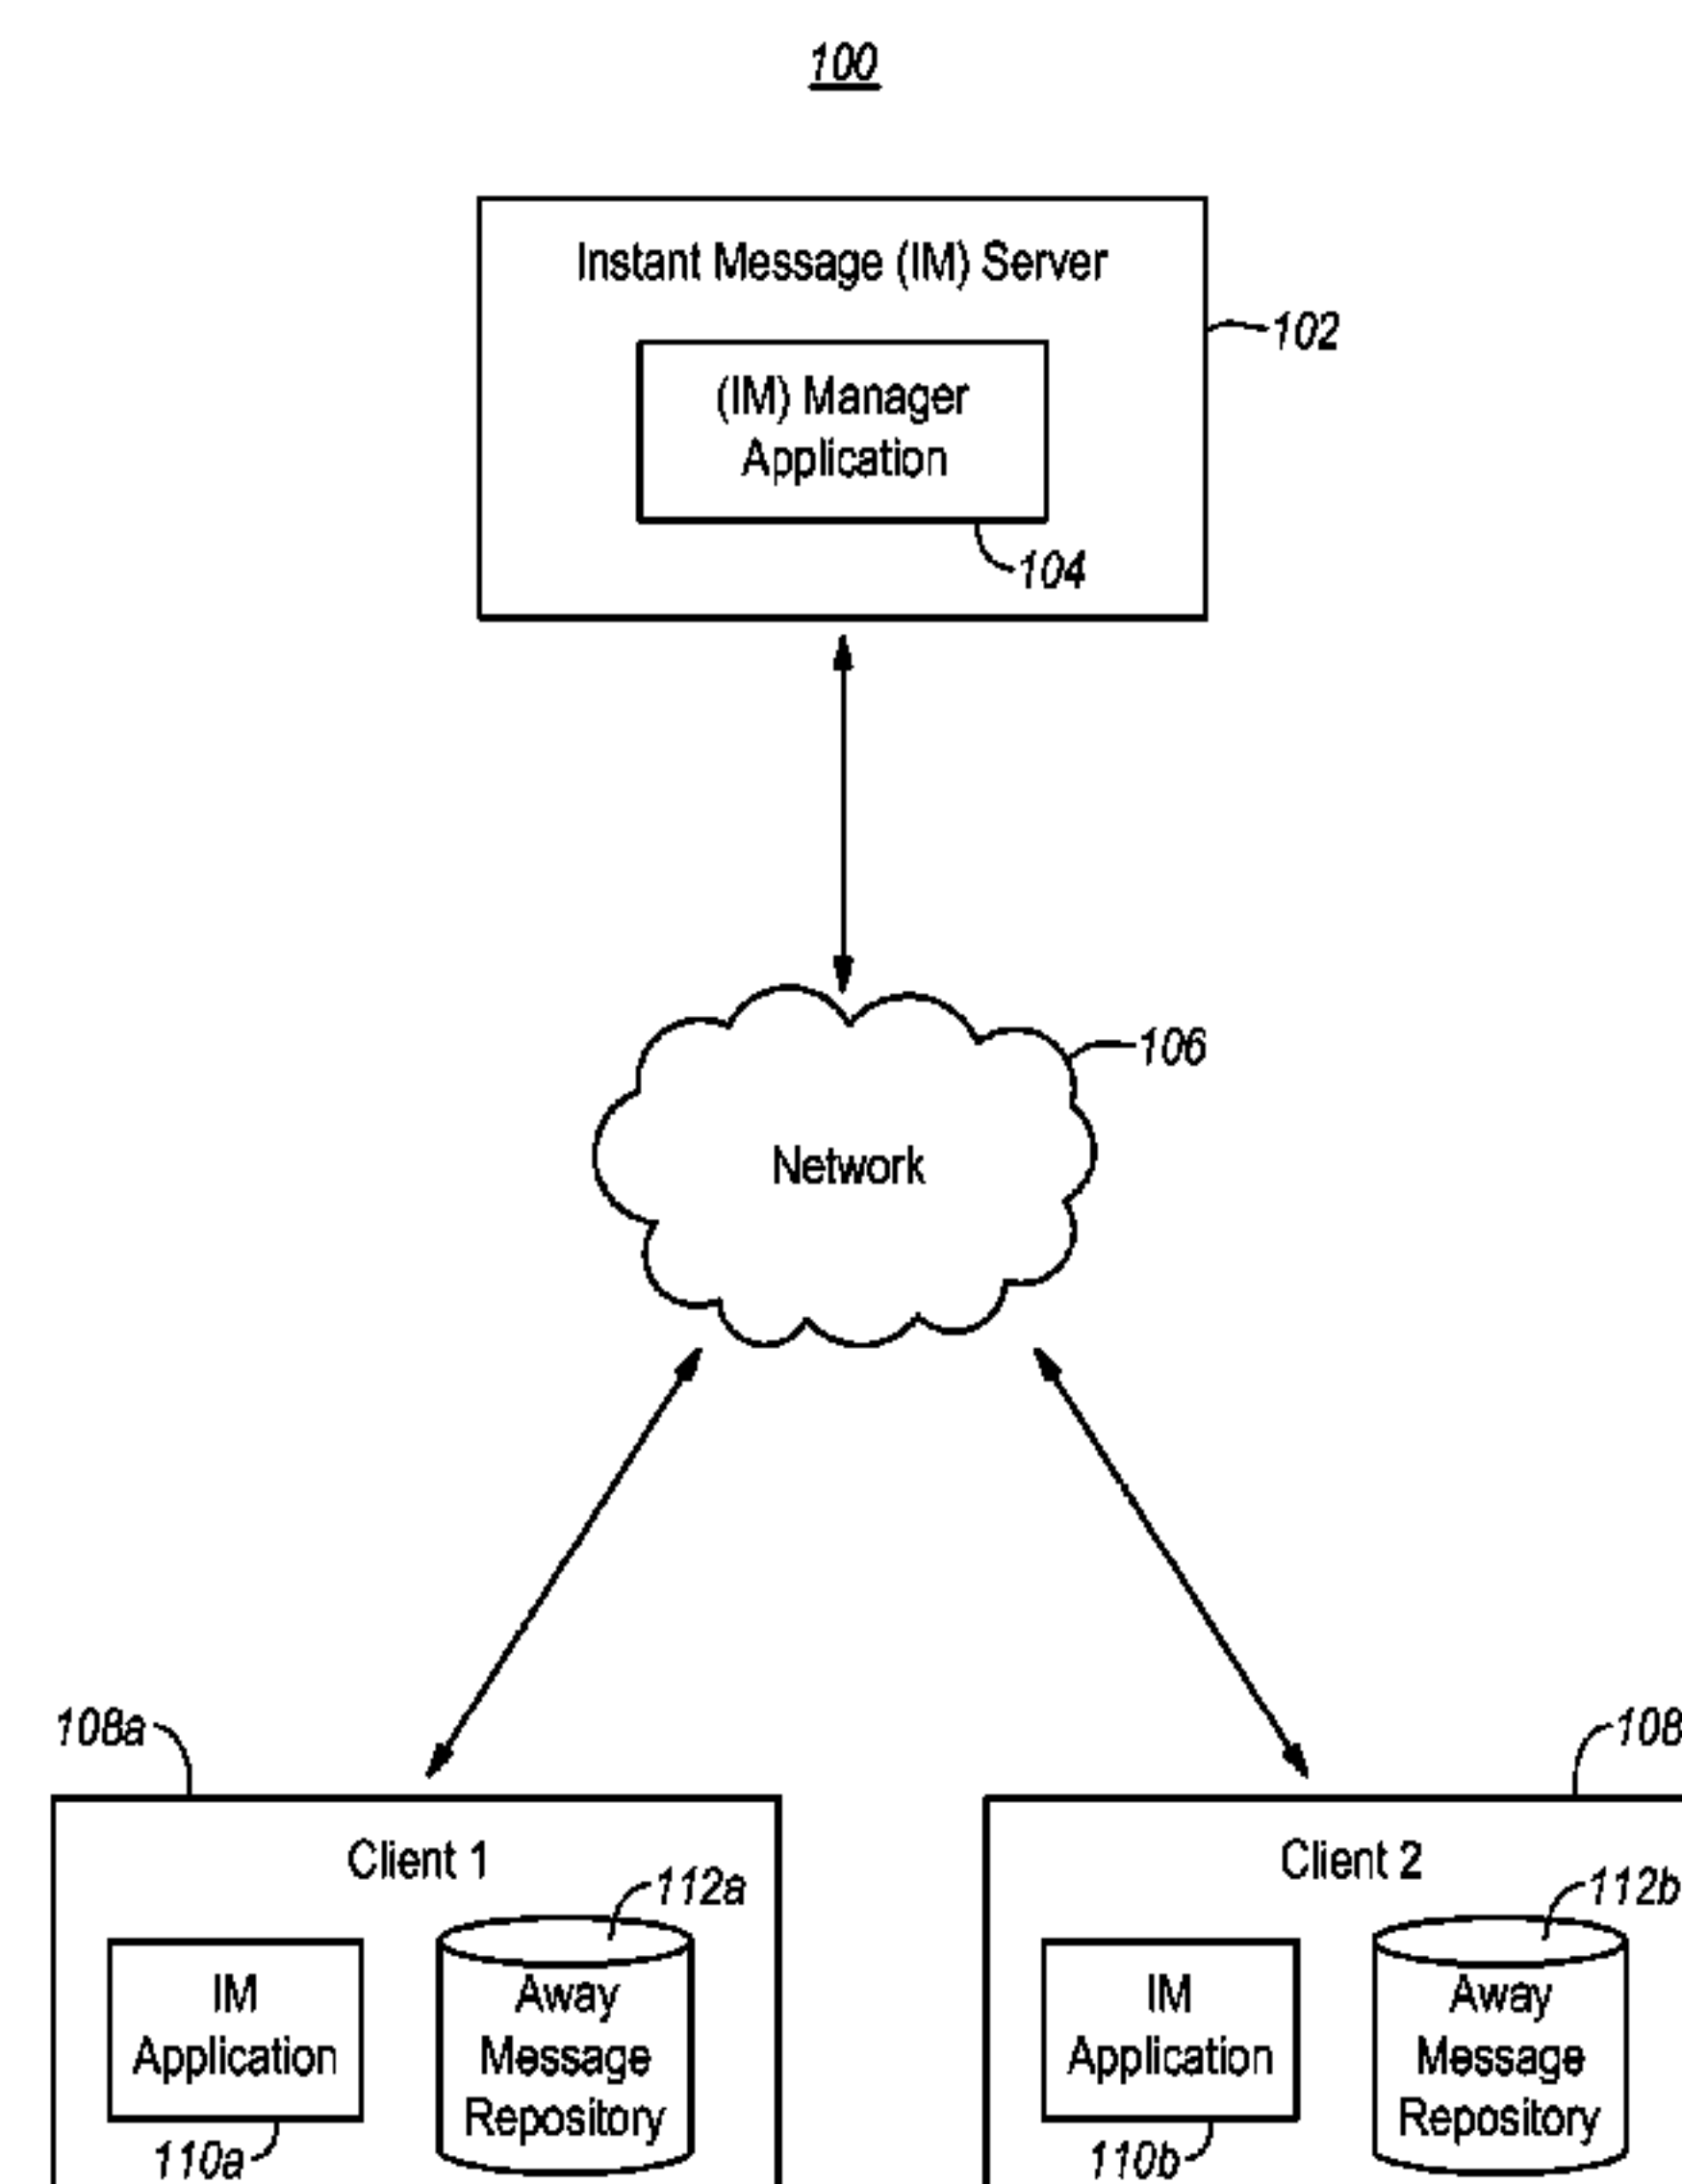 100
Instant Message (IM) Server
102
(IM) Manager
Application
104
106
Network
108a
108
Client 1
Client 2
112a
112b
IM
Application
Away
Message
Repository
IM
Application
Away
Message
Repository
110a
110b